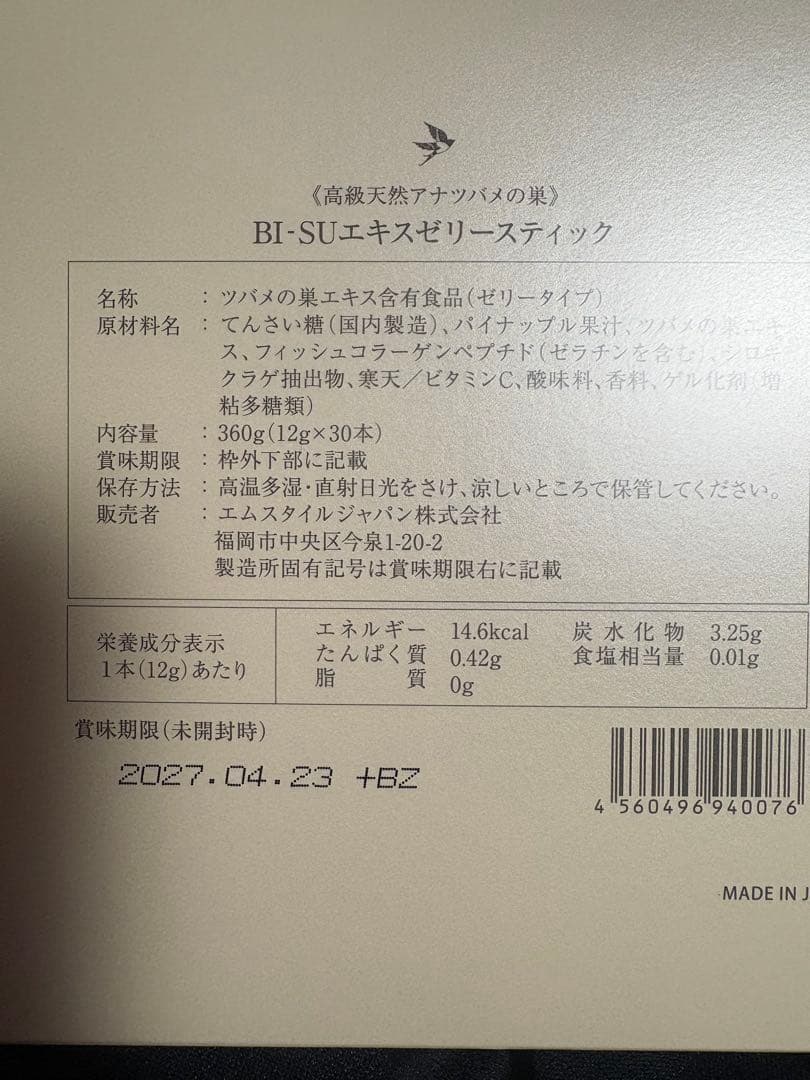 《高級天然アナツバメの巣》
BI-SUエキスゼリースティック
名称 : ツバメの巣エキス含有食品(ゼリータイプ)
原材料名 : てんさい糖(国内製造)、パイナップル果汁、ツバメの巣エキ
ス、フィッシュコラーゲンペプチド(ゼラチンを含む)、シロキ
クラゲ抽出物、寒天/ビタミンC、酸味料、香料、ゲル化剤(増
粘多糖類)
内容量 : 360g(12g×30本)
賞味期限 : 枠外下部に記載
保存方法 : 高温多湿・直射日光をさけ、涼しいところで保管してください。
販売者 : エムスタイルジャパン株式会社
福岡市中央区今泉1-20-2
製造所固有記号は賞味期限右に記載
栄養成分表示
1本(12g)あたり
エネルギー 14.6kcal 炭水化物 3.25g
たんぱく質 0.42g 食塩相当量 0.01g
脂質 0g
賞味期限(未開封時)
2027.04.23 +BZ
4 560496 940076
MADE IN J